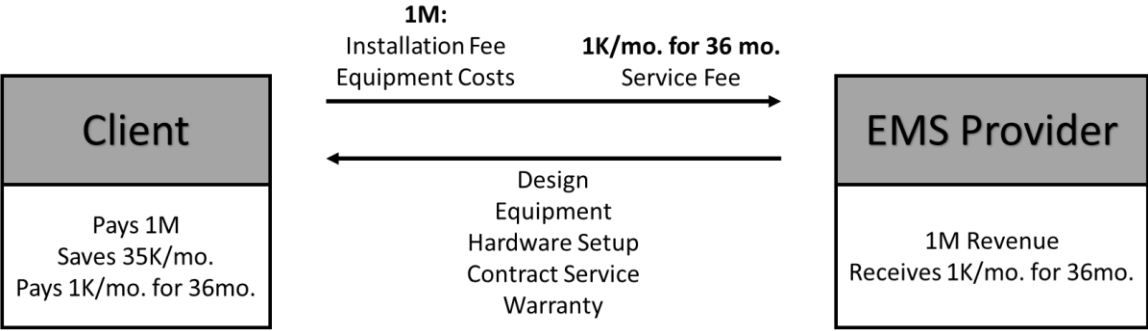 1M:
Installation Fee
Equipment Costs
1K/mo. for 36 mo.
Service Fee
Client
Pays 1M
Saves 35K/mo.
Pays 1K/mo. for 36mo.
Design
Equipment
Hardware Setup
Contract Service
Warranty
EMS Provider
1M Revenue
Receives 1K/mo. for 36mo.